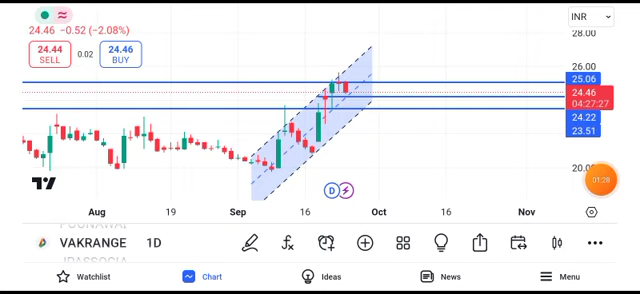 INR
24.46 −0.52 (−2.08%)
28.00
24.44 0.02 24.46
SELL BUY
26.00
25.06
24.46
04:27:27
24.22
23.51
20.00
01:28
D
Aug 19 Sep 16 Oct 16 Nov
VAKRANGE 1D
Watchlist Chart Ideas News Menu